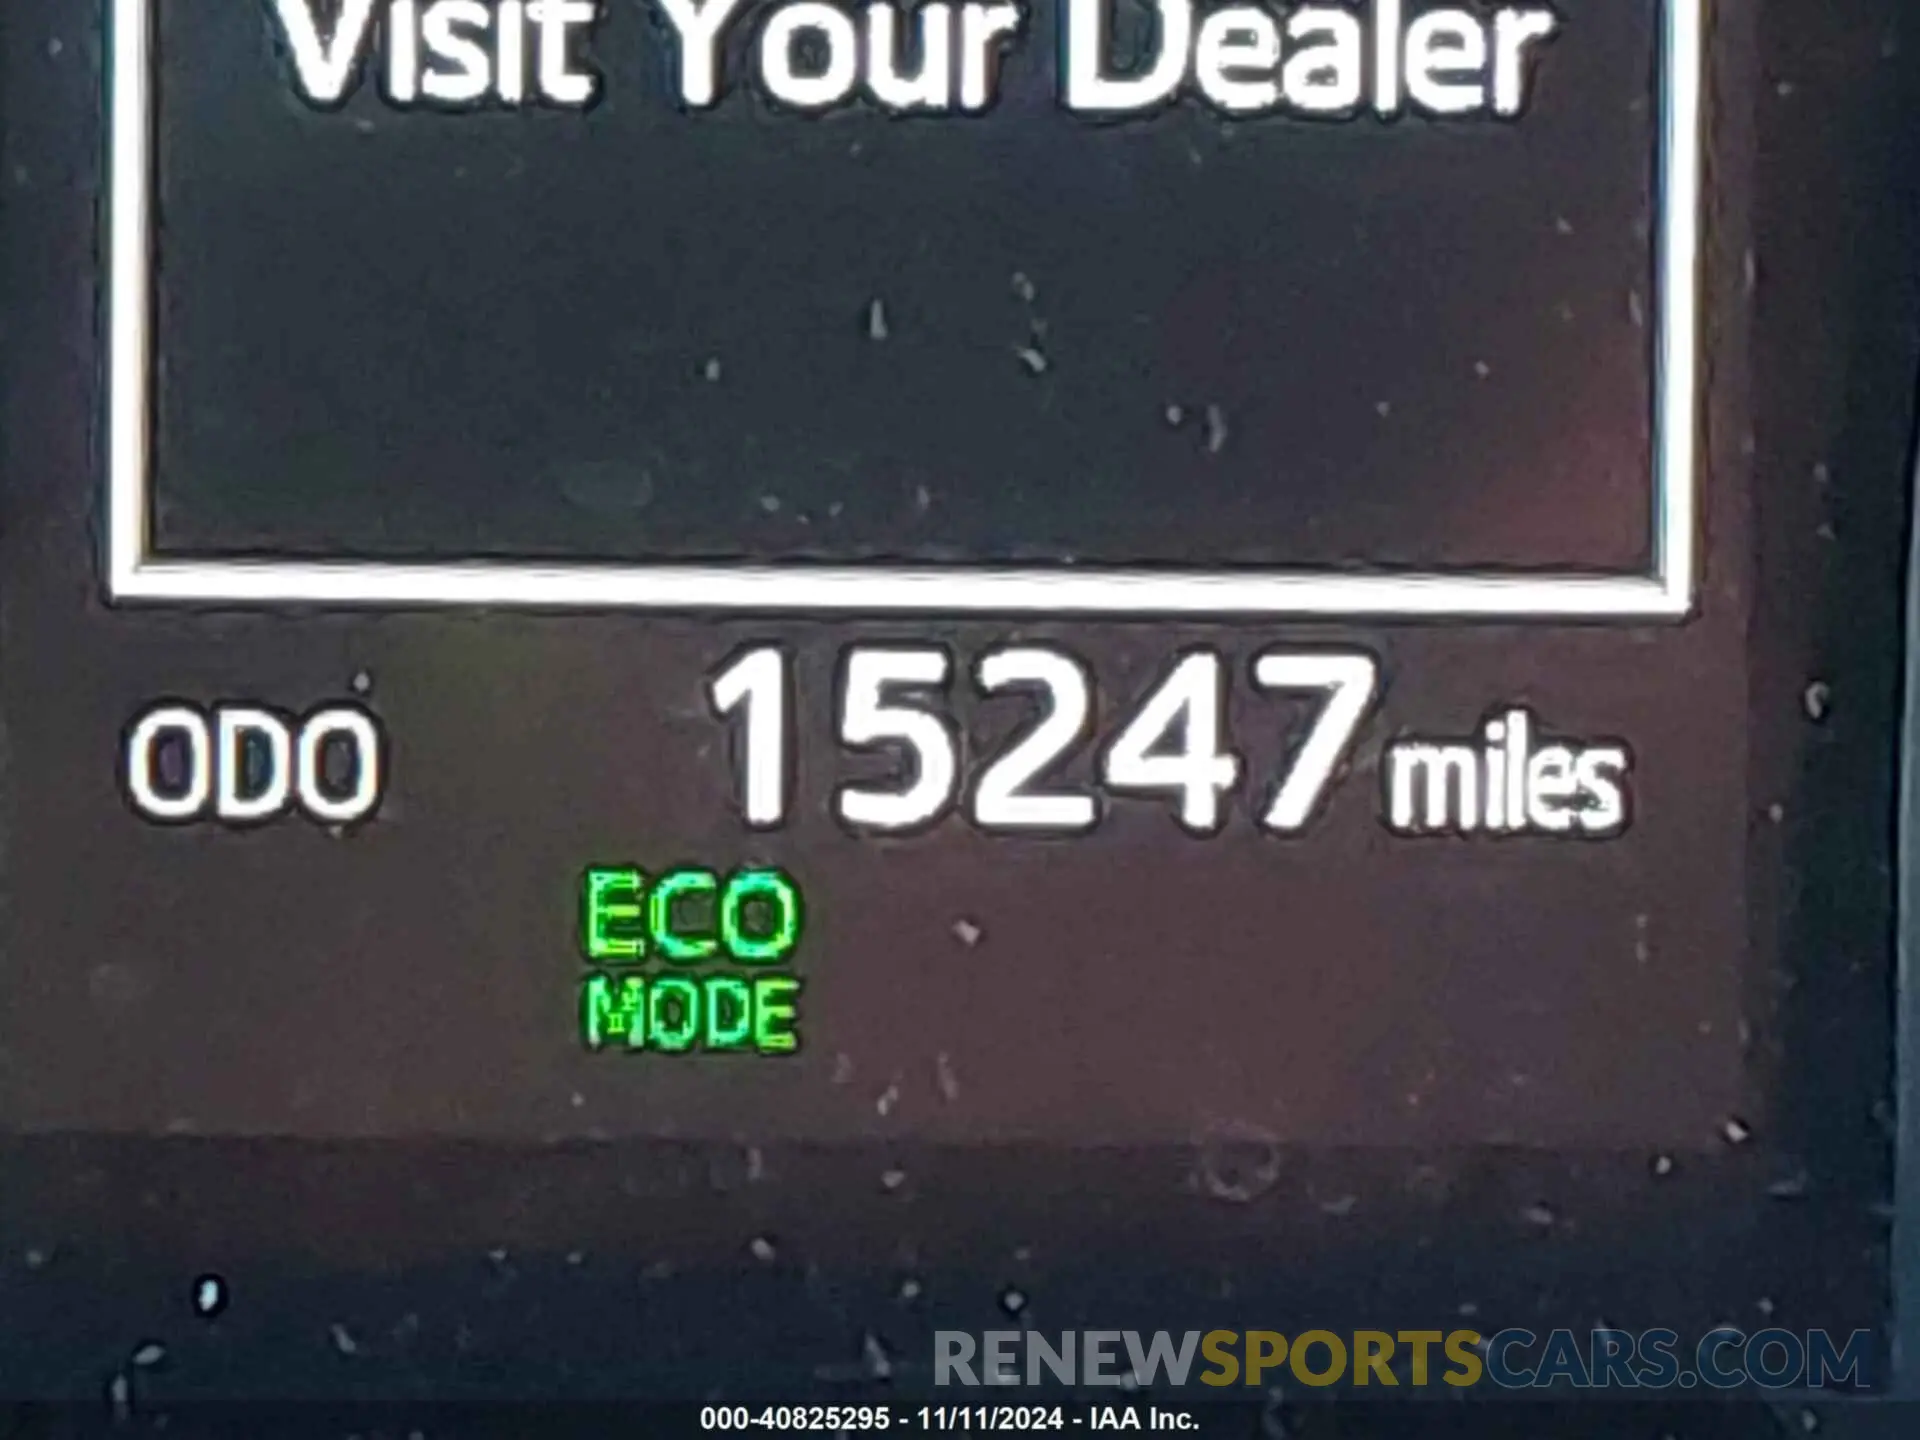 Visit Your Dealer
ODO 15247 miles
ECO
MODE
RENEWSPORTSCARS.COM
000-40825295 - 11/11/2024 - IAA Inc.